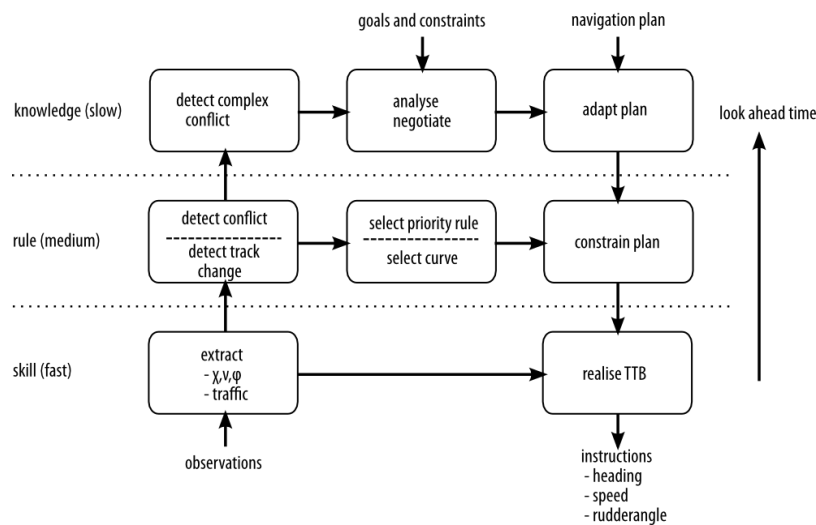 goals and constraints
navigation plan
knowledge (slow)
detect complex
conflict
analyse
negotiate
adapt plan
look ahead time
rule (medium)
detect conflict
detect track
change
select priority rule
select curve
constrain plan
skill (fast)
extract
- χ,ν,φ
- traffic
realise TTB
observations
instructions
- heading
- speed
- rudderangle